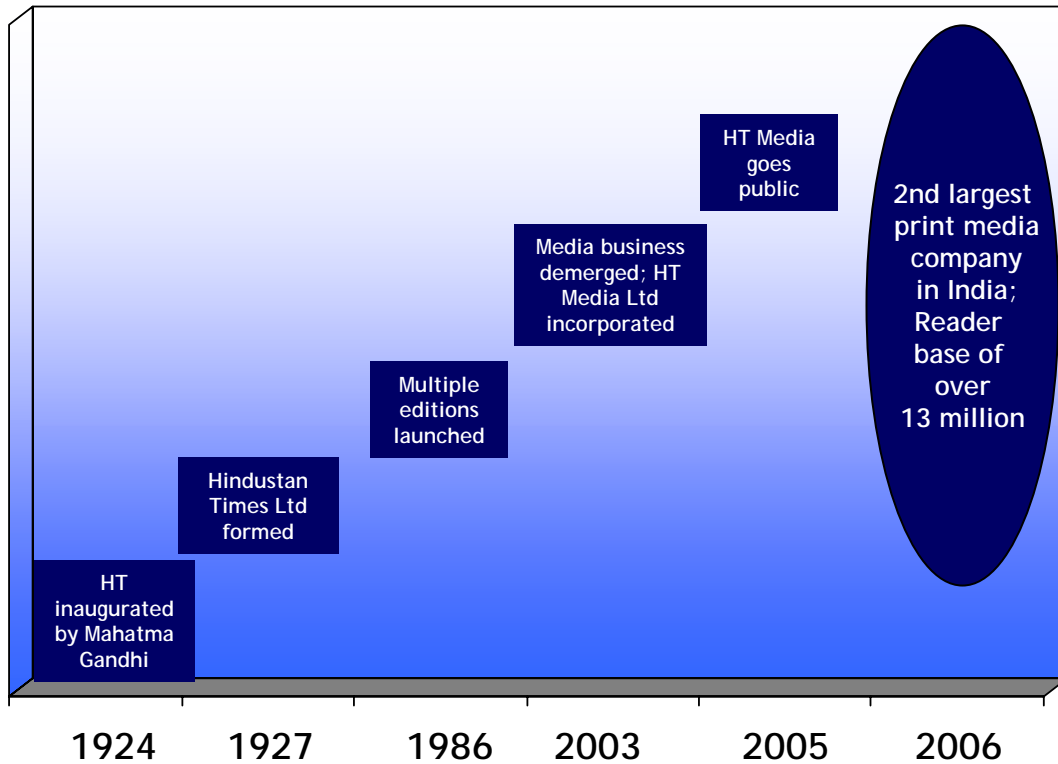 HT Media
goes
public
2nd largest
print media
company
in India;
Reader
base of
over
13 million
Media business
demerged; HT
Media Ltd
incorporated
Multiple
editions
launched
Hindustan
Times Ltd
formed
HT
inaugurated
by Mahatma
Gandhi
1924 1927 1986 2003 2005 2006